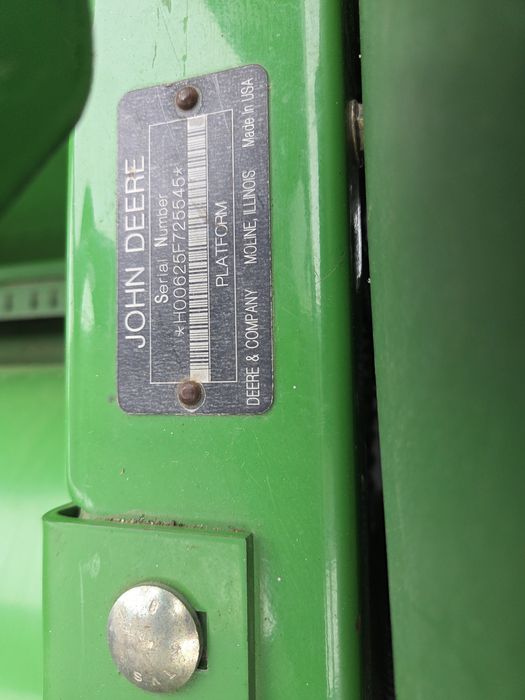 JOHN DEERE
Serial Number
*H00625F725545*
PLATFORM
DEERE & COMPANY MOLINE, ILLINOIS Made In USA